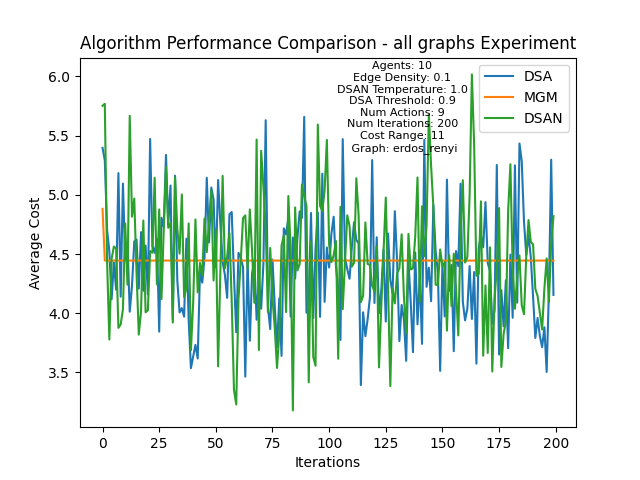 Algorithm Performance Comparison - all graphs Experiment
Agents: 10
Edge Density: 0.1
DSAN Temperature: 1.0
DSA Threshold: 0.9
Num Actions: 9
Num Iterations: 200
Cost Range: 11
Graph: erdos_renyi
DSA
MGM
DSAN
Average Cost
6.0
5.5
5.0
4.5
4.0
3.5
0
25
50
75
100
125
150
175
200
Iterations